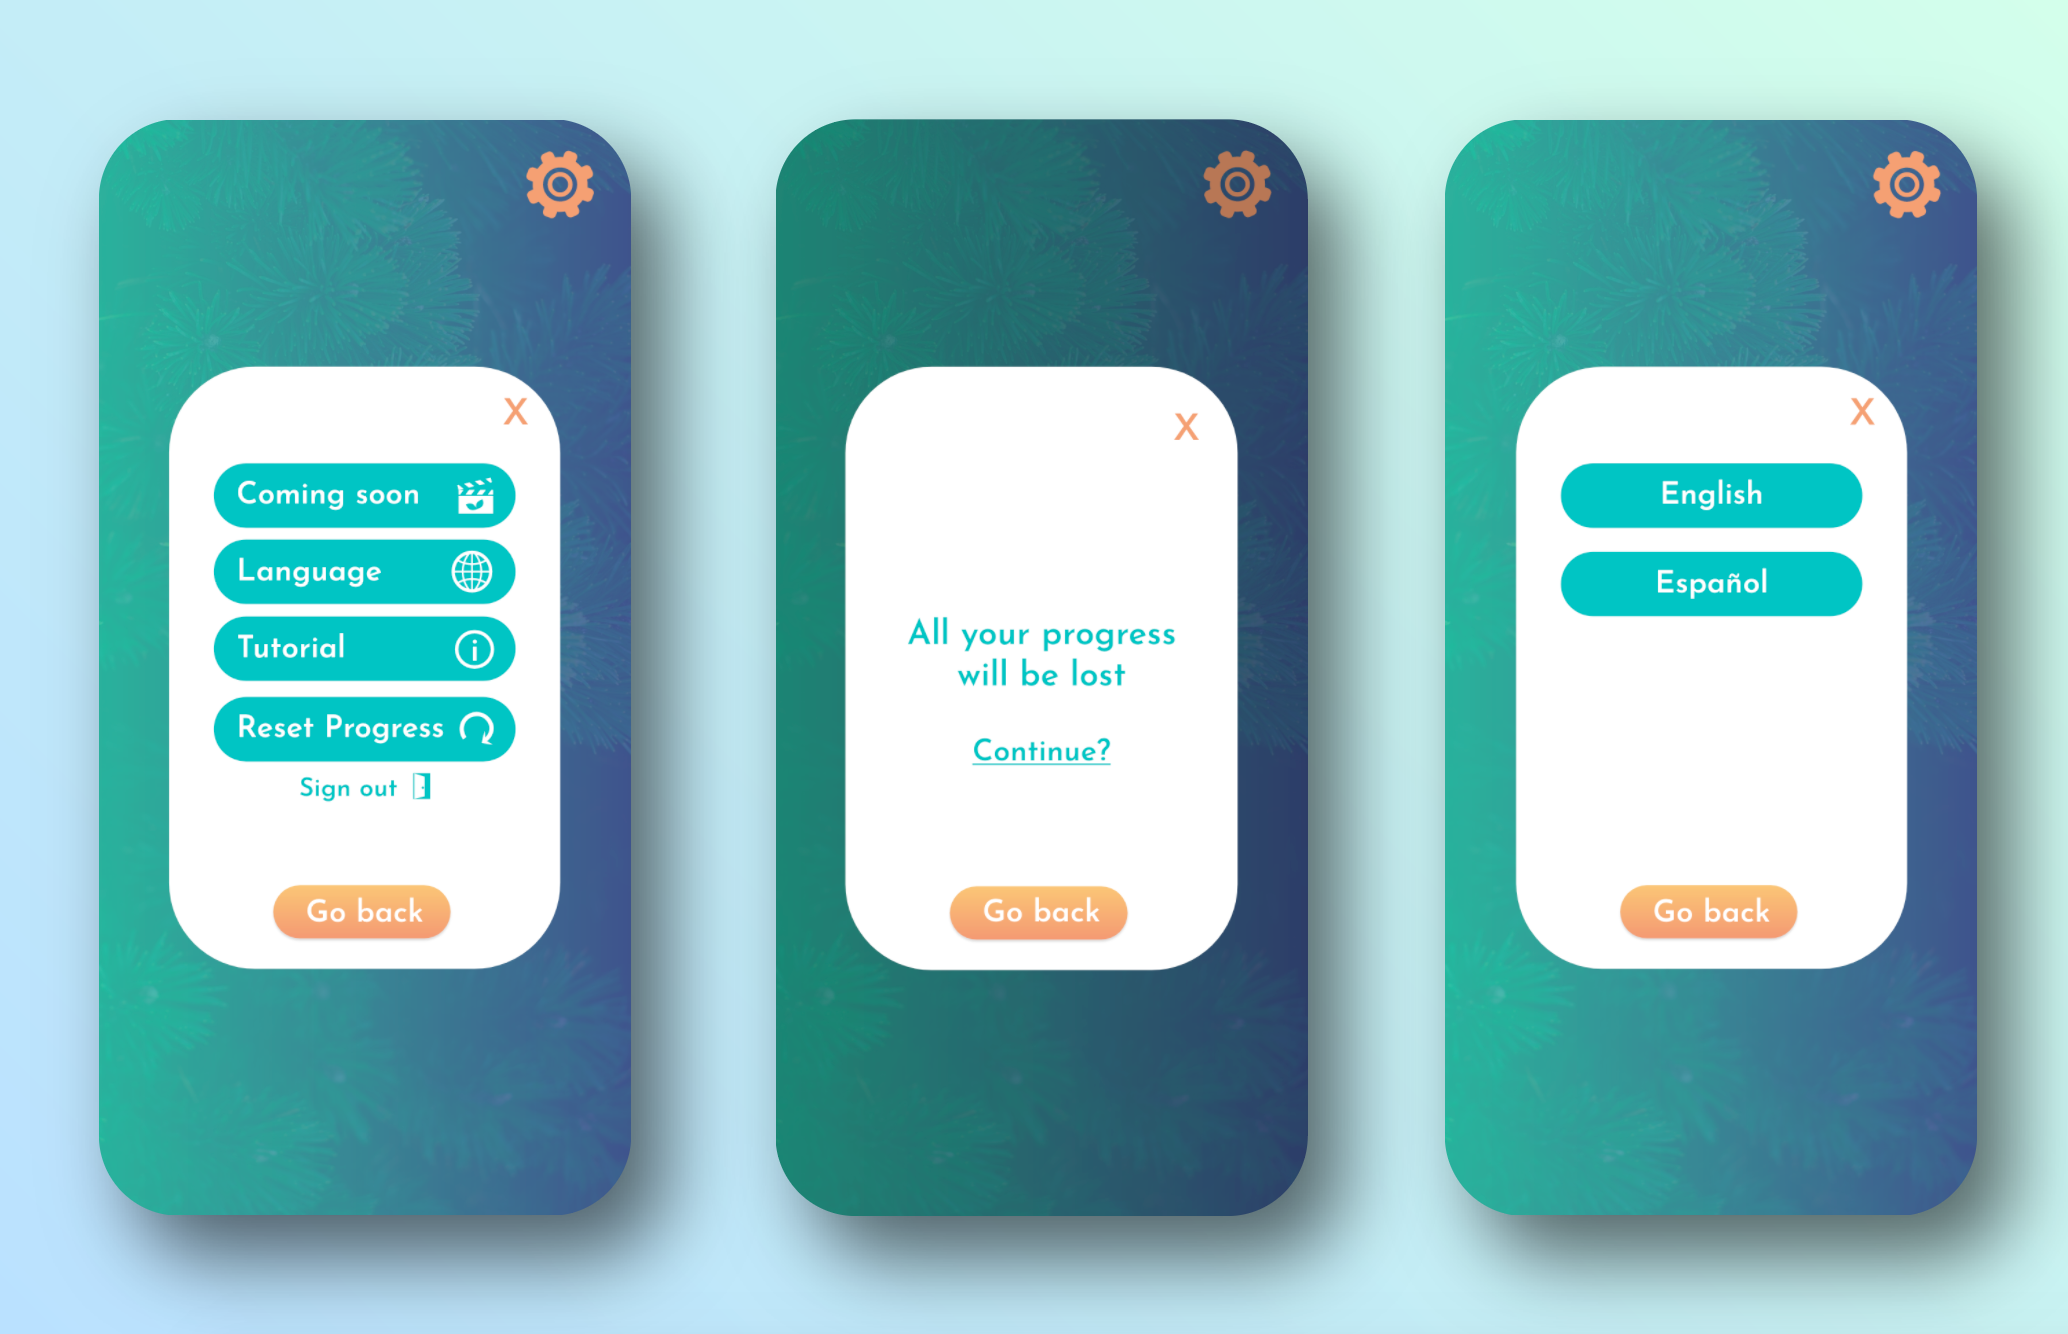 X
Coming soon
Language
Tutorial
Reset Progress
Sign out
Go back
X
All your progress
will be lost
Continue?
Go back
X
English
Español
Go back